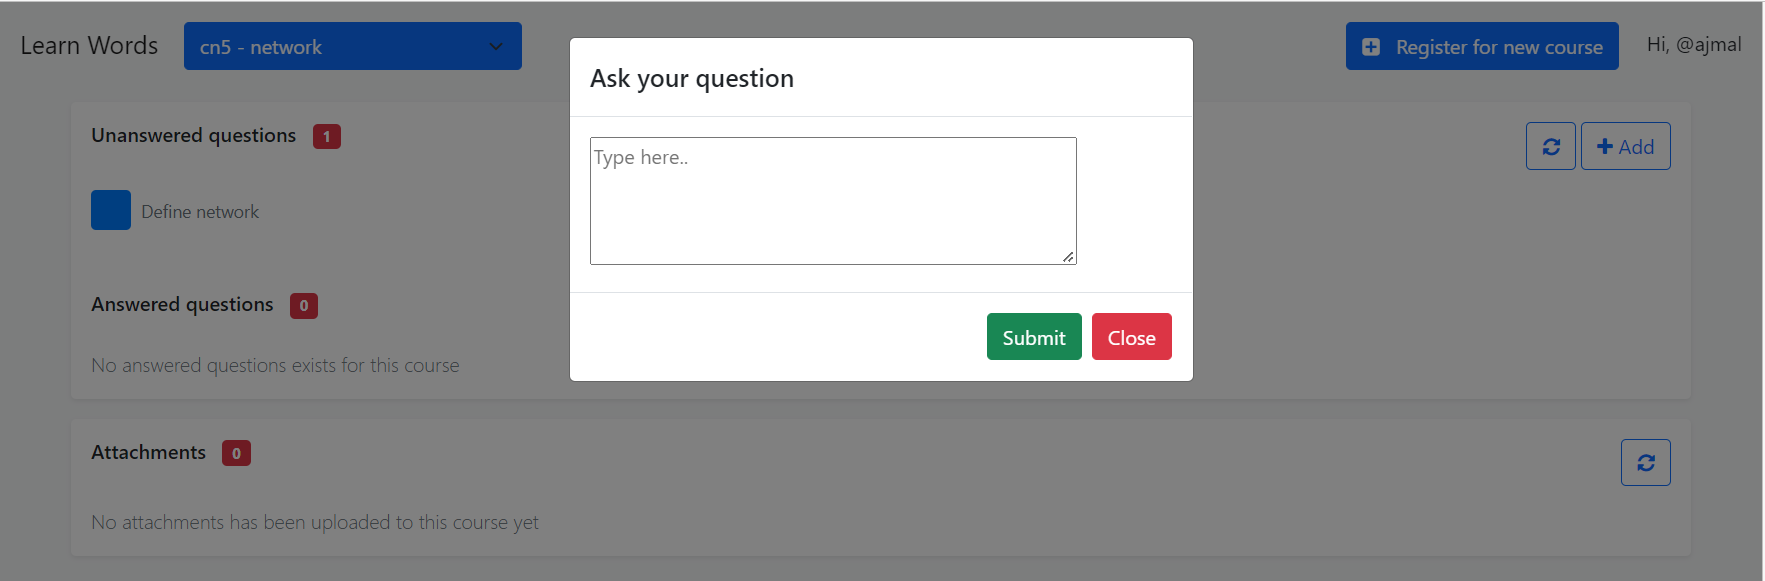 Learn Words
cn5 - network
Register for new course
Hi, @ajmal
Ask your question
Type here..
Submit
Close
Unanswered questions 1
Add
Define network
Answered questions 0
No answered questions exists for this course
Attachments 0
No attachments has been uploaded to this course yet